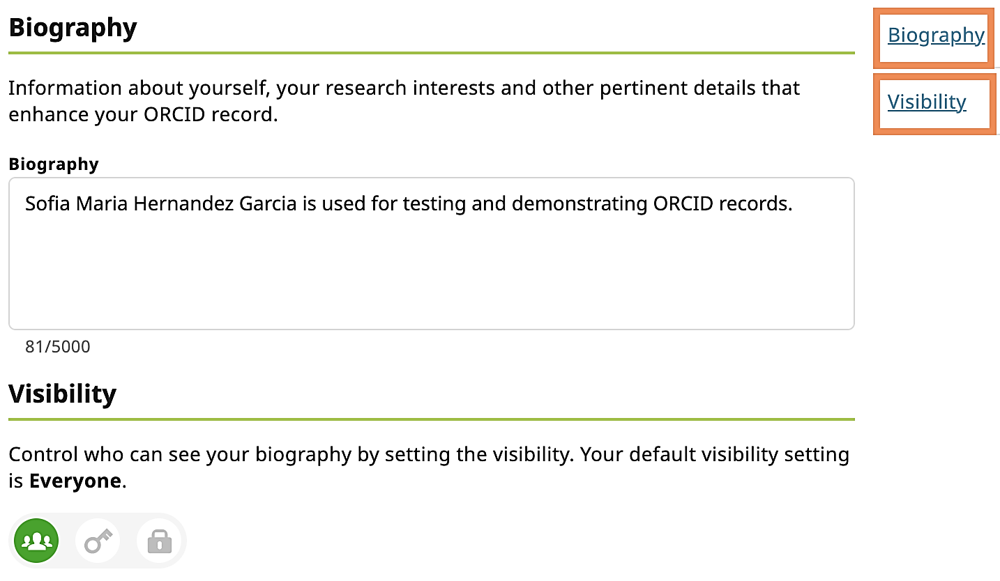 Biography
Information about yourself, your research interests and other pertinent details that
enhance your ORCID record.
Biography
Sofia Maria Hernandez Garcia is used for testing and demonstrating ORCID records.
81/5000
Visibility
Control who can see your biography by setting the visibility. Your default visibility setting
is Everyone.
Biography
Visibility